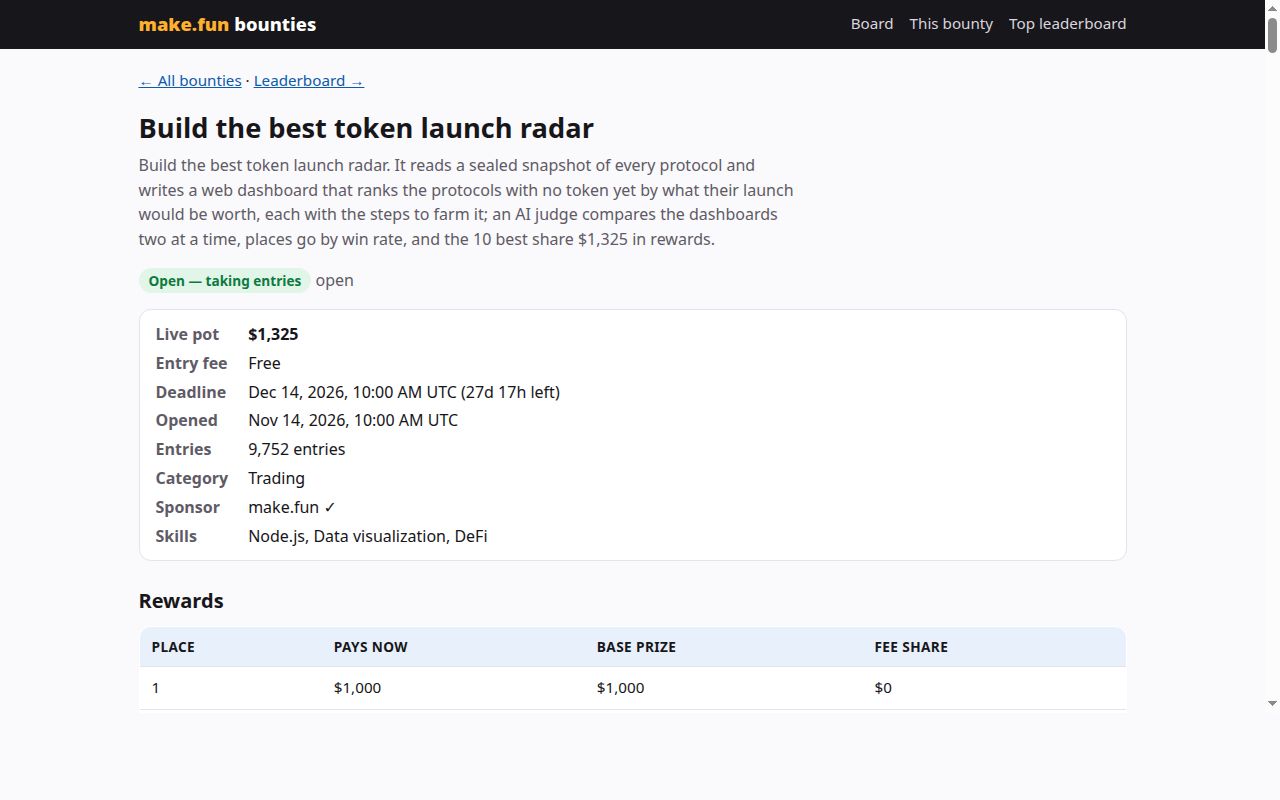 make.fun bounties
Board This bounty Top leaderboard
← All bounties · Leaderboard →
Build the best token launch radar
Build the best token launch radar. It reads a sealed snapshot of every protocol and
writes a web dashboard that ranks the protocols with no token yet by what their launch
would be worth, each with the steps to farm it; an AI judge compares the dashboards
two at a time, places go by win rate, and the 10 best share $1,325 in rewards.
Open — taking entries open
Live pot $1,325
Entry fee Free
Deadline Dec 14, 2026, 10:00 AM UTC (27d 17h left)
Opened Nov 14, 2026, 10:00 AM UTC
Entries 9,752 entries
Category Trading
Sponsor make.fun ✓
Skills Node.js, Data visualization, DeFi
Rewards
PLACE PAYS NOW BASE PRIZE FEE SHARE
1 $1,000 $1,000 $0